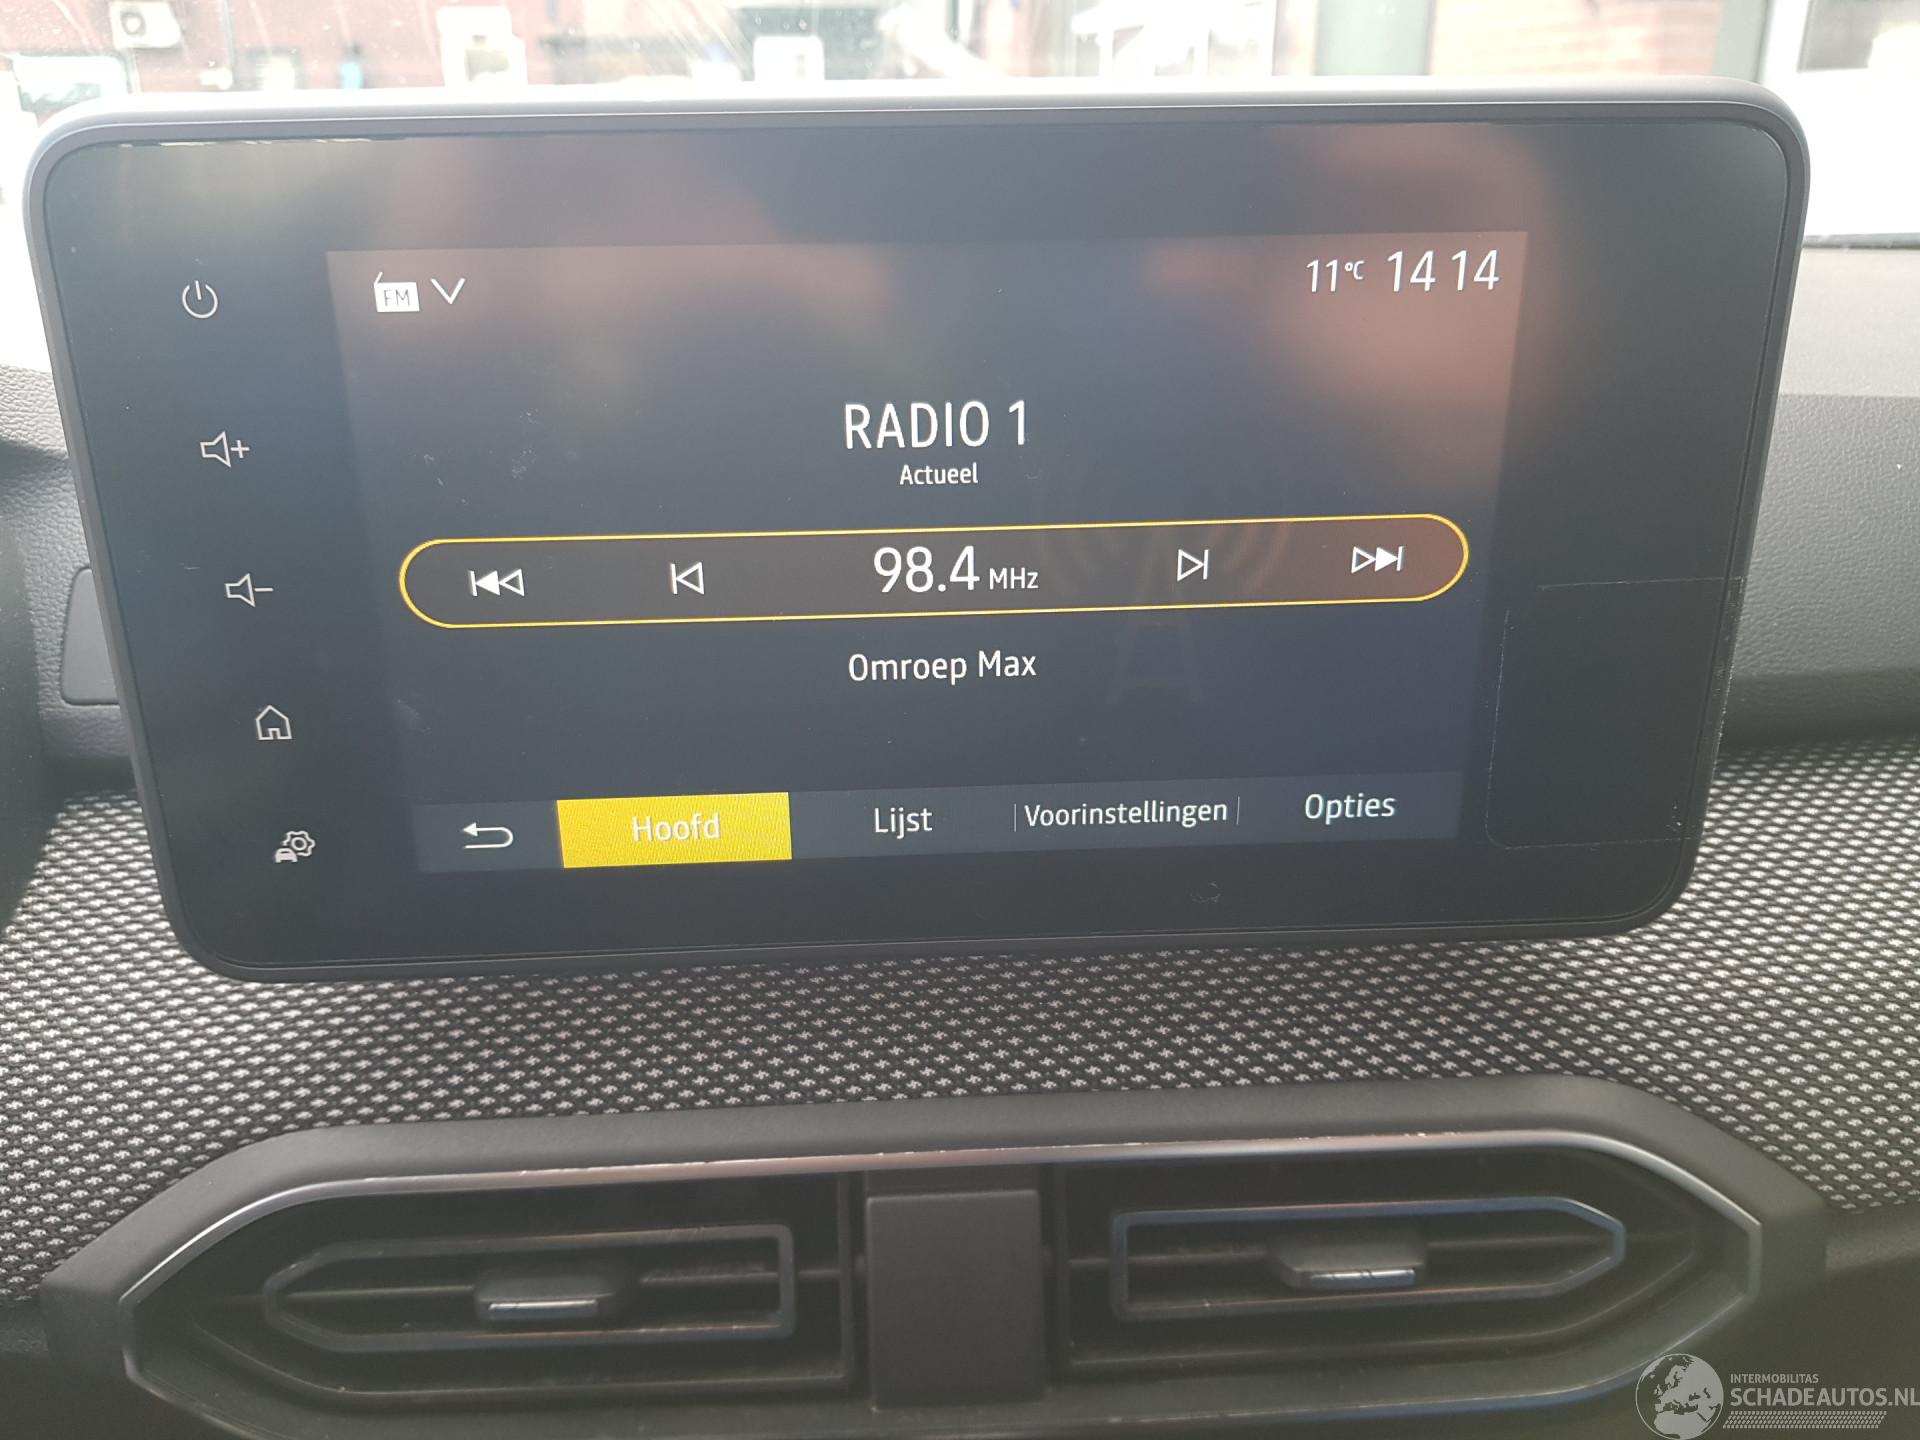 FM
11°C 14 14
RADIO 1
Actueel
98.4 MHz
Omroep Max
Hoofd Lijst Voorinstellingen Opties
INTERMOBILITAS
SCHADEAUTOS.NL